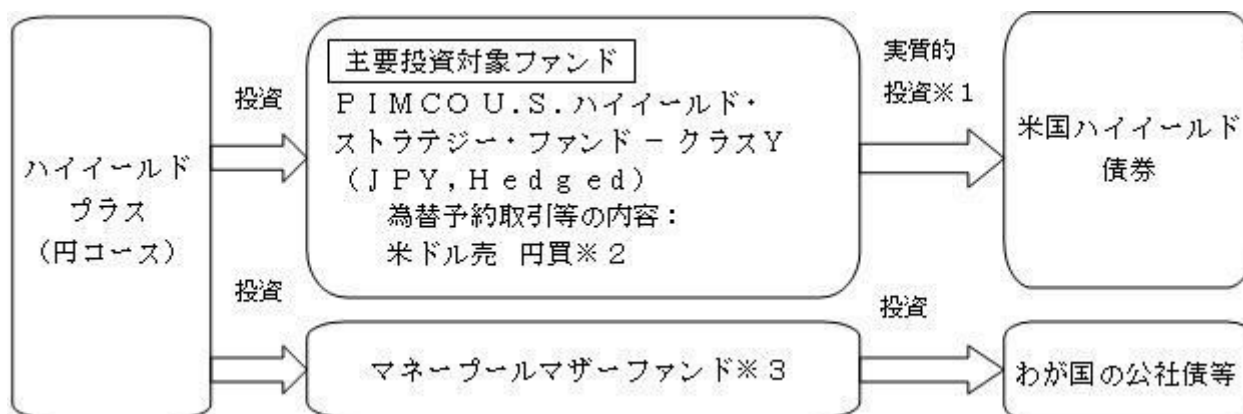 ハイイールド
プラス
(円コース)
投資
主要投資対象ファンド
PIMCO U.S.ハイイールド・
ストラテジー・ファンド－クラスY
(JPY,Hedged)
為替予約取引等の内容：
米ドル売 円買※2
実質的
投資※1
米国ハイイールド
債券
投資
マネープールマザーファンド※3
投資
わが国の公社債等